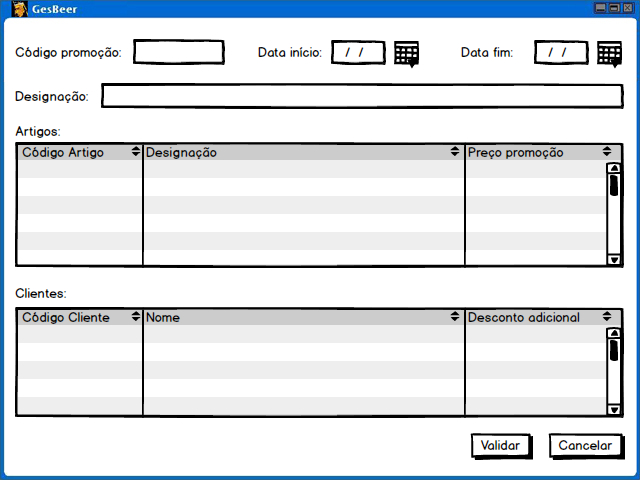 GesBeer
Código promoção: Data início: / / Data fim: / /
Designação:
Artigos:
Código Artigo Designação Preço promoção
Clientes:
Código Cliente Nome Desconto adicional
Validar Cancelar